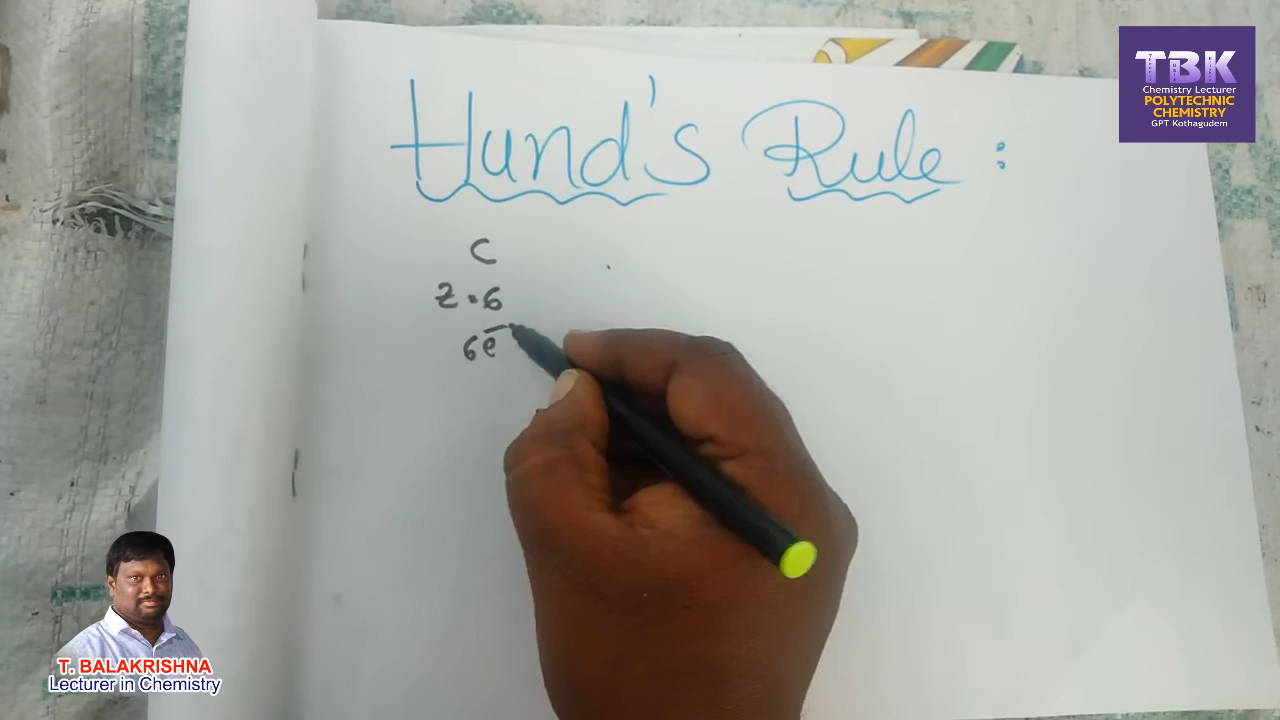 Hund's Rule :
C
Z = 6
6e⁻
TBK
Chemistry Lecturer
POLYTECHNIC
CHEMISTRY
GPT Kothagudem
T. BALAKRISHNA
Lecturer in Chemistry